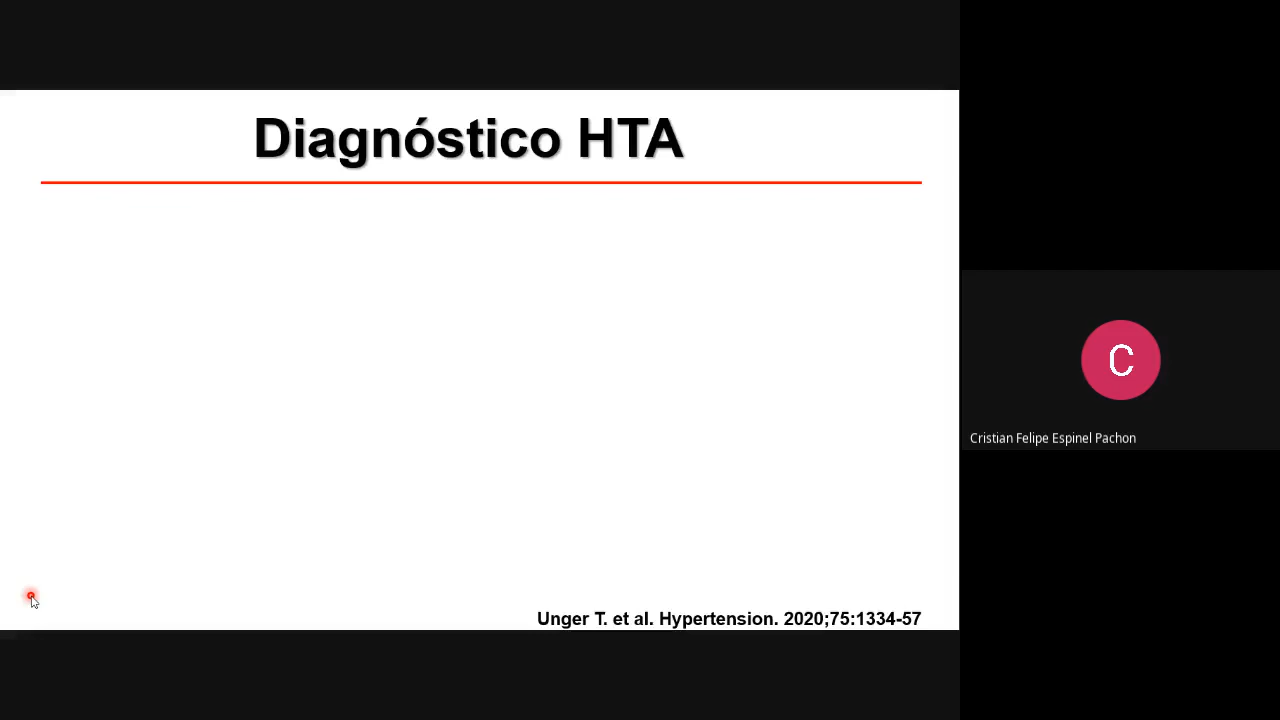 Diagnóstico HTA
C
Cristian Felipe Espinel Pachon
Unger T. et al. Hypertension. 2020;75:1334-57